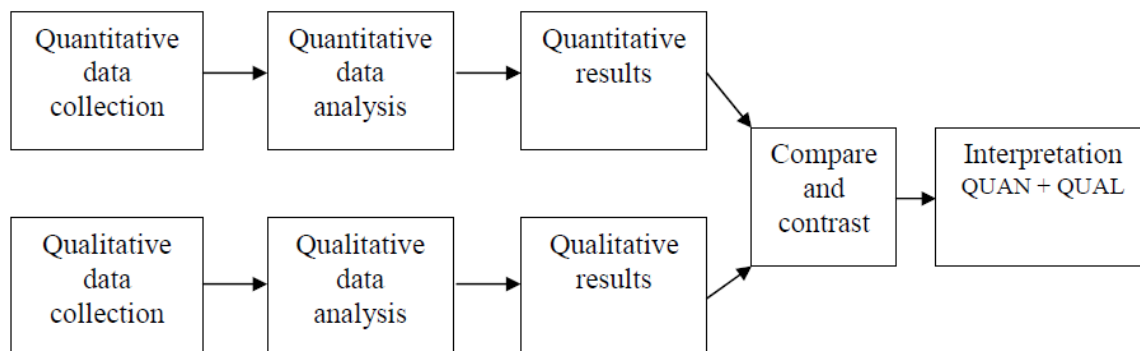 Quantitative
data
collection
Quantitative
data
analysis
Quantitative
results
Compare
and
contrast
Interpretation
QUAN + QUAL
Qualitative
data
collection
Qualitative
data
analysis
Qualitative
results